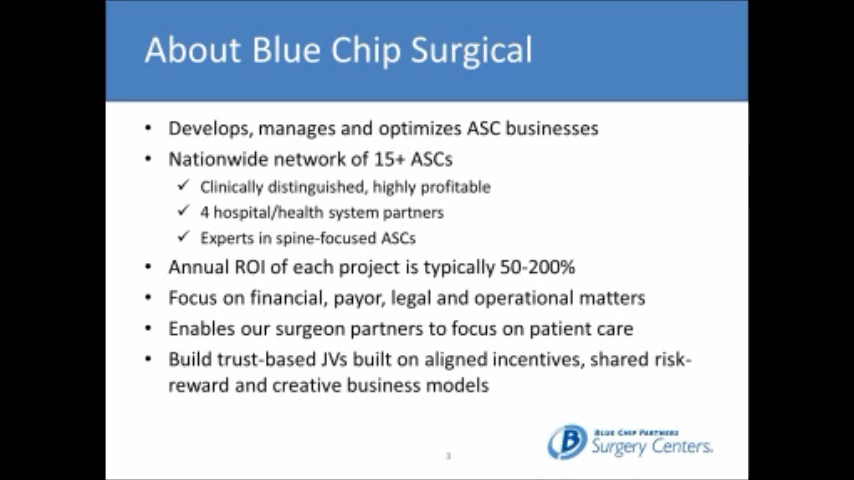 About Blue Chip Surgical
• Develops, manages and optimizes ASC businesses
• Nationwide network of 15+ ASCs
✓ Clinically distinguished, highly profitable
✓ 4 hospital/health system partners
✓ Experts in spine-focused ASCs
• Annual ROI of each project is typically 50-200%
• Focus on financial, payor, legal and operational matters
• Enables our surgeon partners to focus on patient care
• Build trust-based JVs built on aligned incentives, shared risk-
reward and creative business models
B
BLUE CHIP PARTNERS
Surgery Centers
3